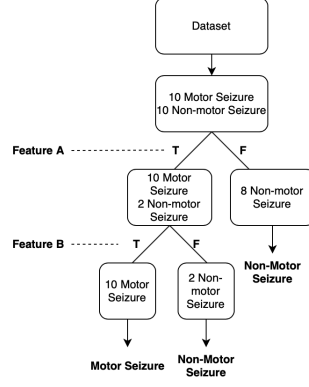 Dataset
10 Motor Seizure
10 Non-motor Seizure
Feature A
T
F
10 Motor
Seizure
2 Non-motor
Seizure
8 Non-motor
Seizure
Feature B
T
F
Non-Motor
Seizure
10 Motor
Seizure
2 Non-
motor
Seizure
Motor Seizure
Non-Motor
Seizure